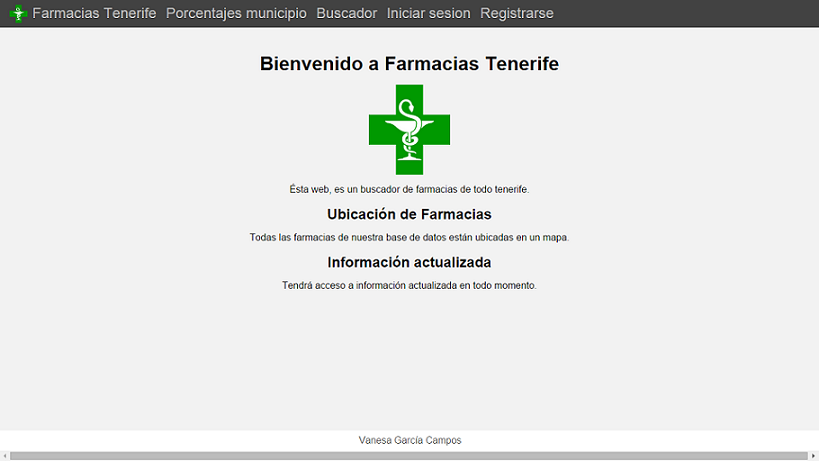 Farmacias Tenerife Porcentajes municipio Buscador Iniciar sesion Registrarse
Bienvenido a Farmacias Tenerife
Ésta web, es un buscador de farmacias de todo tenerife.
Ubicación de Farmacias
Todas las farmacias de nuestra base de datos están ubicadas en un mapa.
Información actualizada
Tendrá acceso a información actualizada en todo momento.
Vanesa García Campos